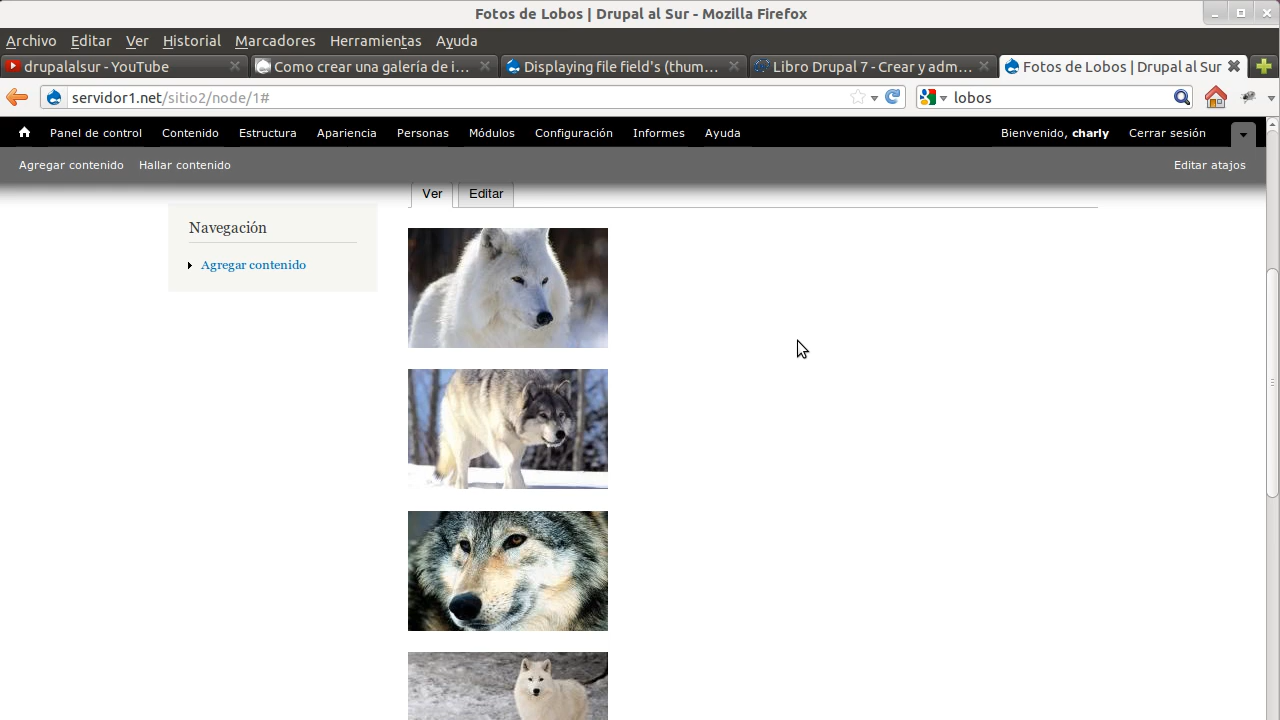 Fotos de Lobos | Drupal al Sur - Mozilla Firefox
Archivo Editar Ver Historial Marcadores Herramientas Ayuda
drupalalsur - YouTube Como crear una galería de i... Displaying file field's (thum... Libro Drupal 7 - Crear y adm... Fotos de Lobos | Drupal al Sur
servidor1.net/sitio2/node/1# lobos
Panel de control Contenido Estructura Apariencia Personas Módulos Configuración Informes Ayuda Bienvenido, charly Cerrar sesión
Agregar contenido Hallar contenido Editar atajos
Ver Editar
Navegación
Agregar contenido